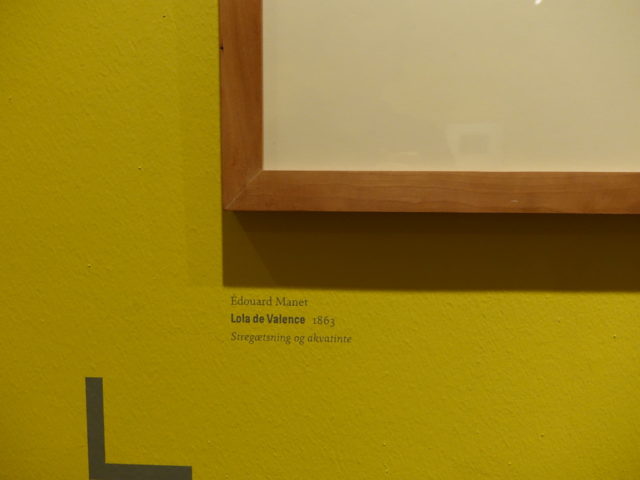 Édouard Manet
Lola de Valence 1863
Stregætsning og akvatinte